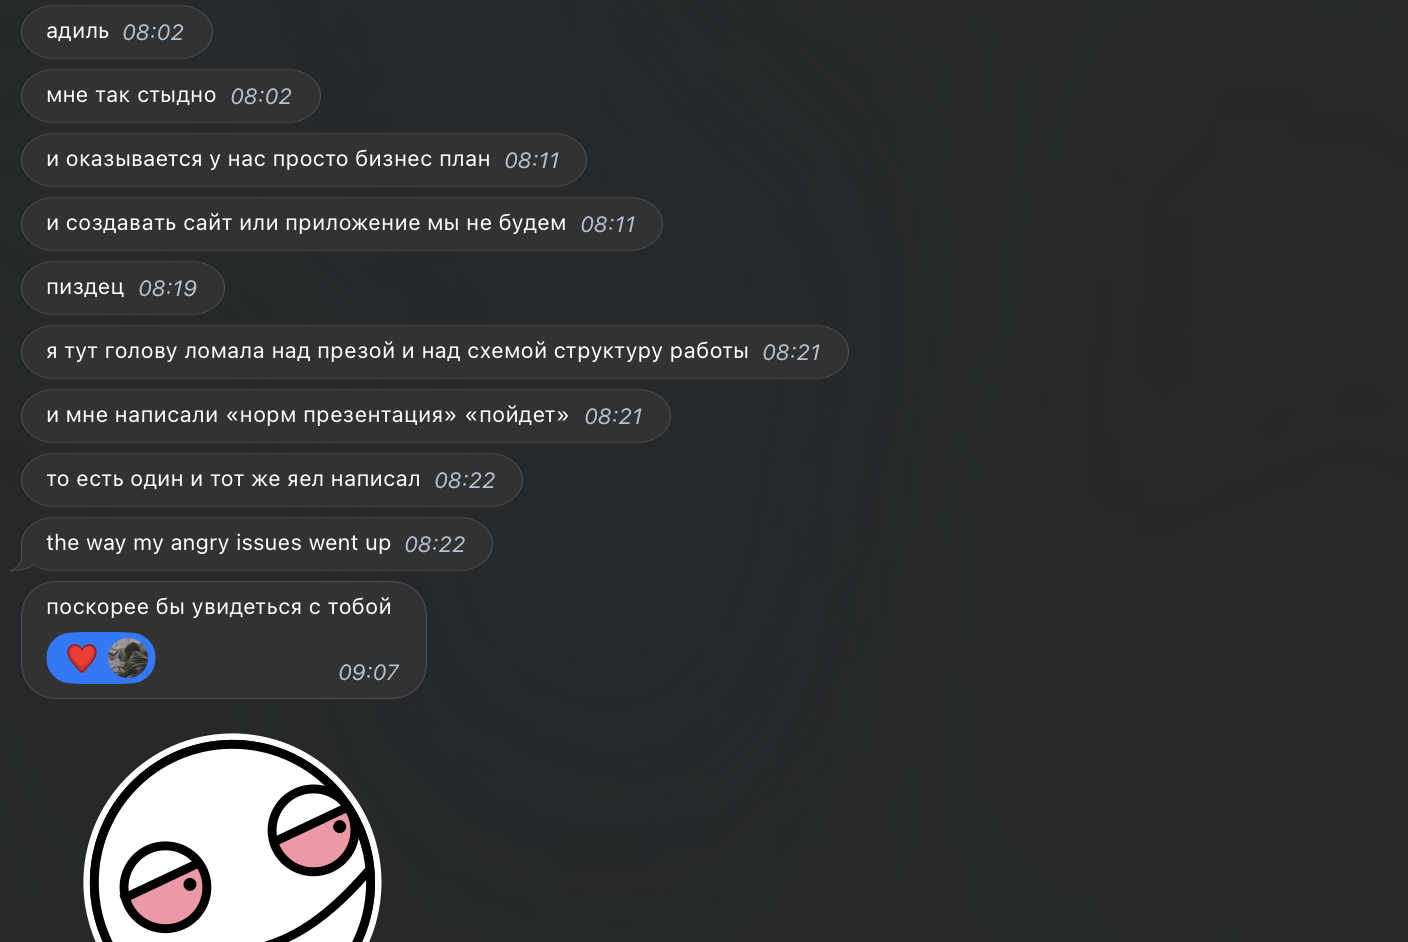 адиль 08:02
мне так стыдно 08:02
и оказывается у нас просто бизнес план 08:11
и создавать сайт или приложение мы не будем 08:11
пиздец 08:19
я тут голову ломала над презой и над схемой структуру работы 08:21
и мне написали «норм презентация» «пойдет» 08:21
то есть один и тот же яел написал 08:22
the way my angry issues went up 08:22
поскорее бы увидеться с тобой
09:07